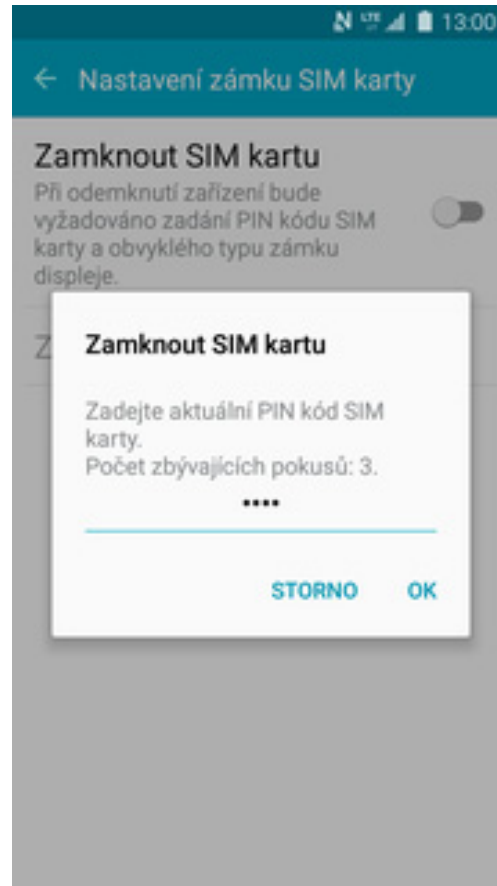 LTE 13:00
Nastavení zámku SIM karty
Zamknout SIM kartu
Při odemknutí zařízení bude
vyžadováno zadání PIN kódu SIM
karty a obvyklého typu zámku
displeje.
Z
Zamknout SIM kartu
Zadejte aktuální PIN kód SIM
karty.
Počet zbývajících pokusů: 3.
••••
STORNO OK